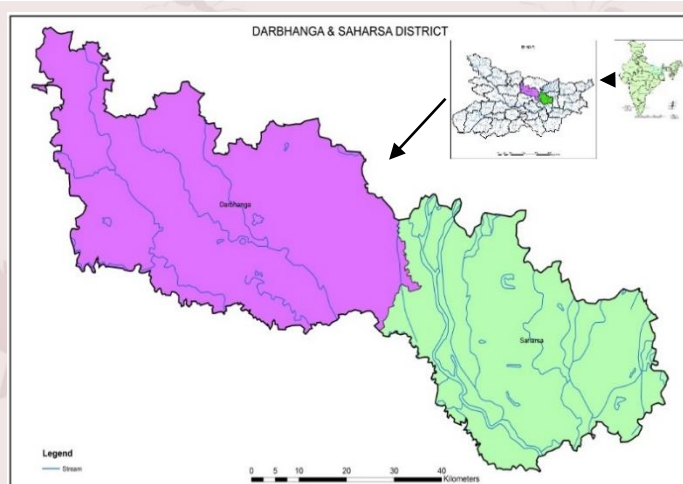 DARBHANGA & SAHARSA DISTRICT
Darbhanga
Saharsa
Legend
Stream
0 5 10 20 30 40
Kilometers